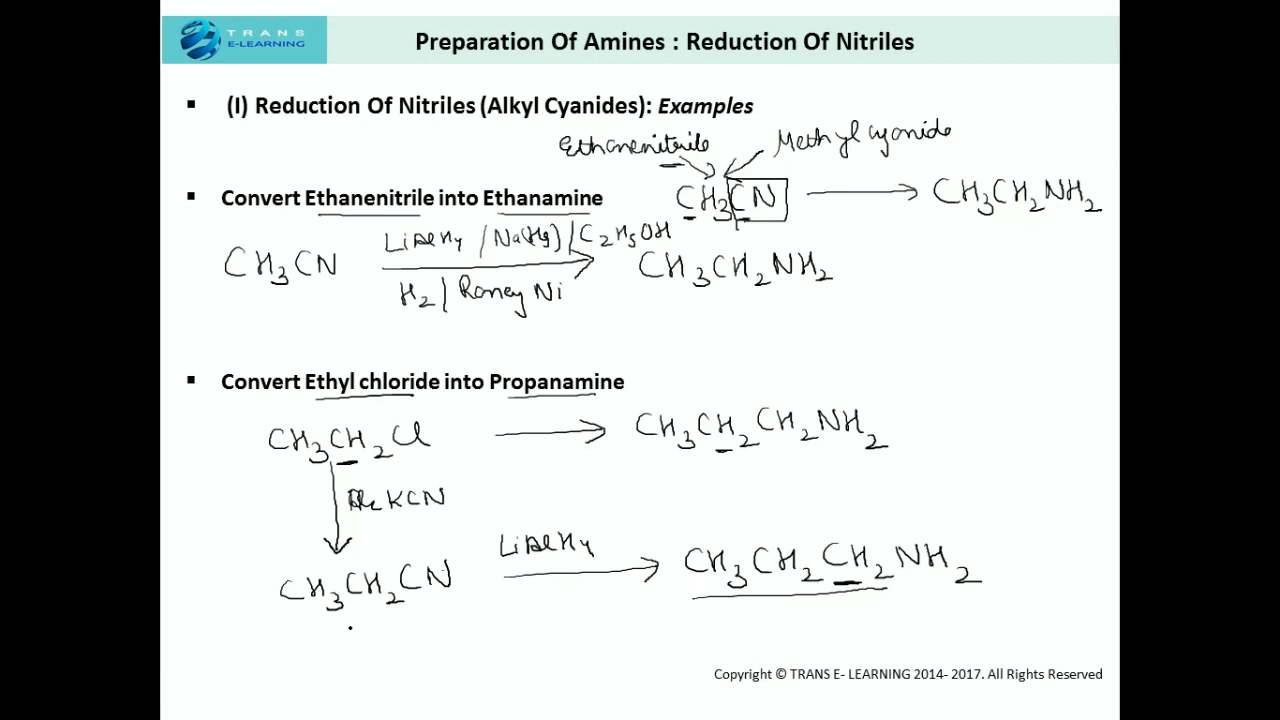 TRANS
E-LEARNING
Preparation Of Amines : Reduction Of Nitriles
▪ (I) Reduction Of Nitriles (Alkyl Cyanides): Examples
Ethanenitrile Methyl cyanide
▪ Convert Ethanenitrile into Ethanamine CH3CN → CH3CH2NH2
LiAlH4 / Na(Hg) / C2H5OH
CH3CN → CH3CH2NH2
H2 / Raney Ni
▪ Convert Ethyl chloride into Propanamine
CH3CH2Cl → CH3CH2CH2NH2
Alc KCN
LiAlH4
CH3CH2CN → CH3CH2CH2NH2
Copyright © TRANS E- LEARNING 2014- 2017. All Rights Reserved